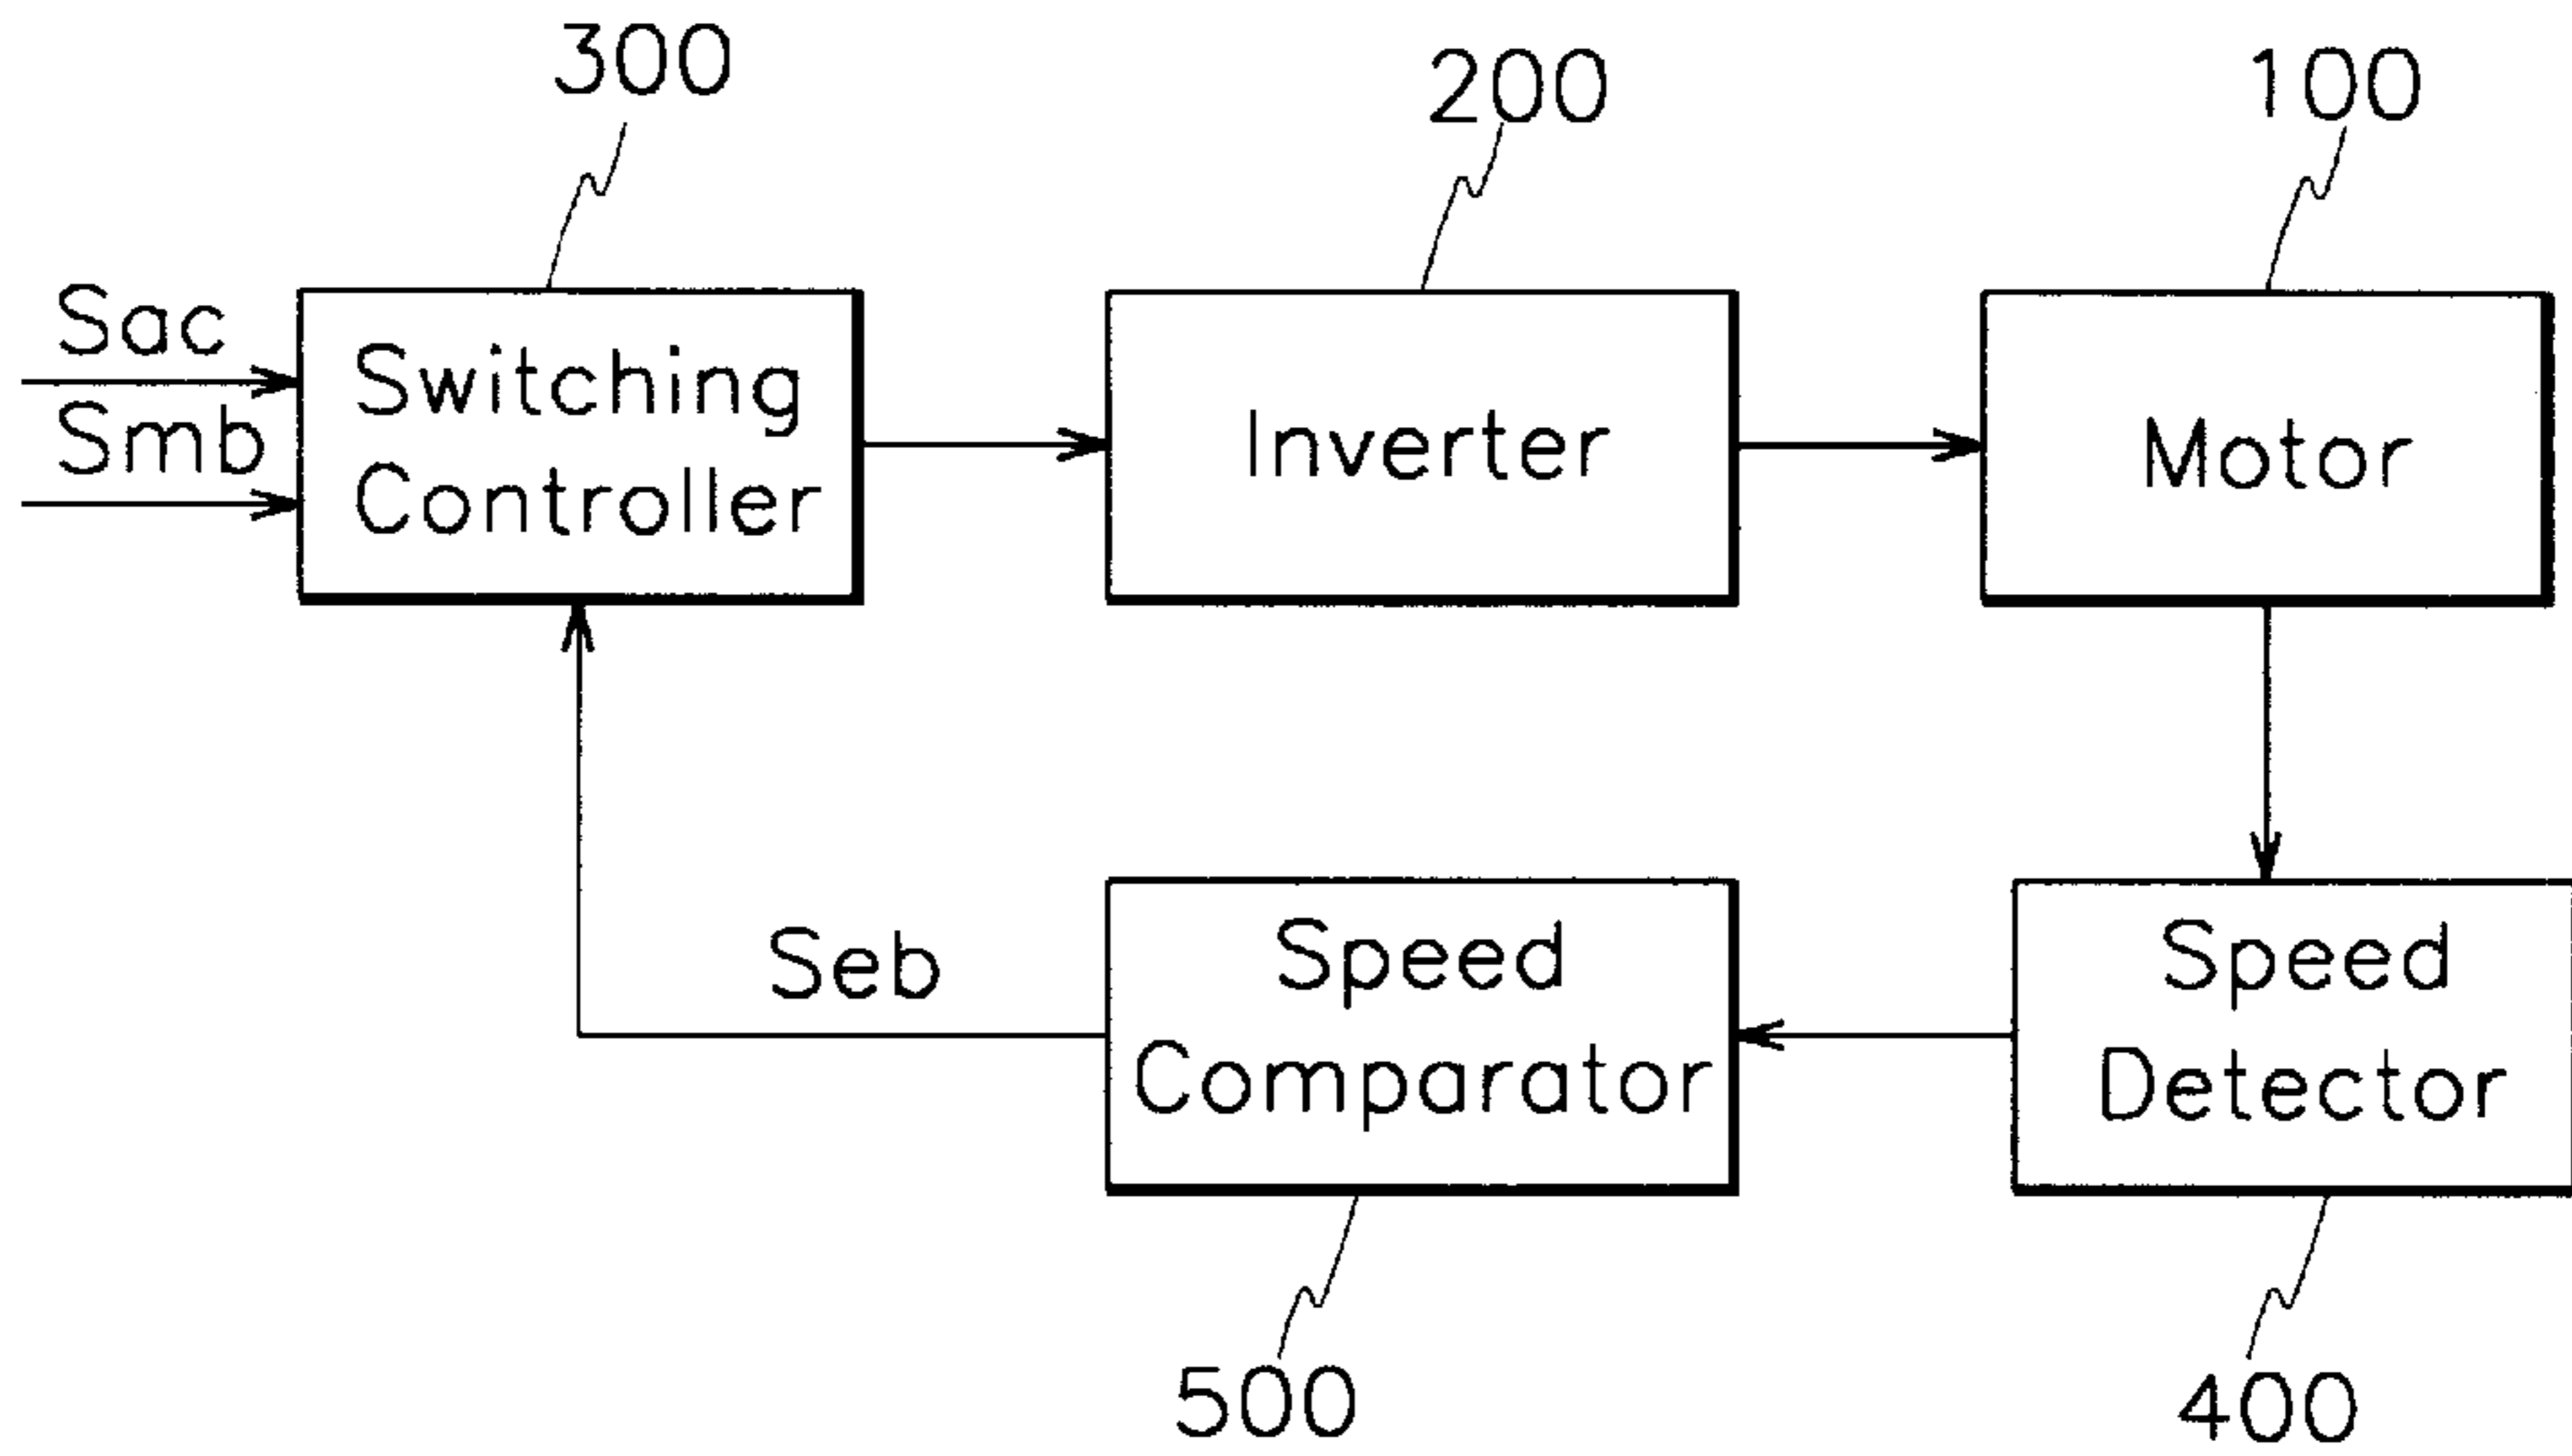 300
200
100
Sac
Smb
Switching
Controller
Inverter
Motor
Seb
Speed
Comparator
Speed
Detector
500
400